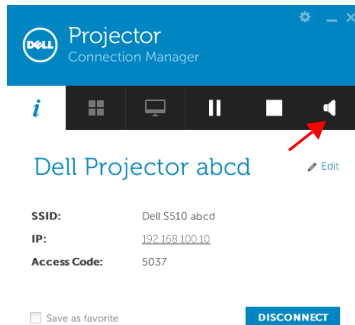 DELL
Projector
Connection Manager
i
Dell Projector abcd
Edit
SSID: Dell S510 abcd
IP: 192.168.100.10
Access Code: 5037
Save as favorite
DISCONNECT